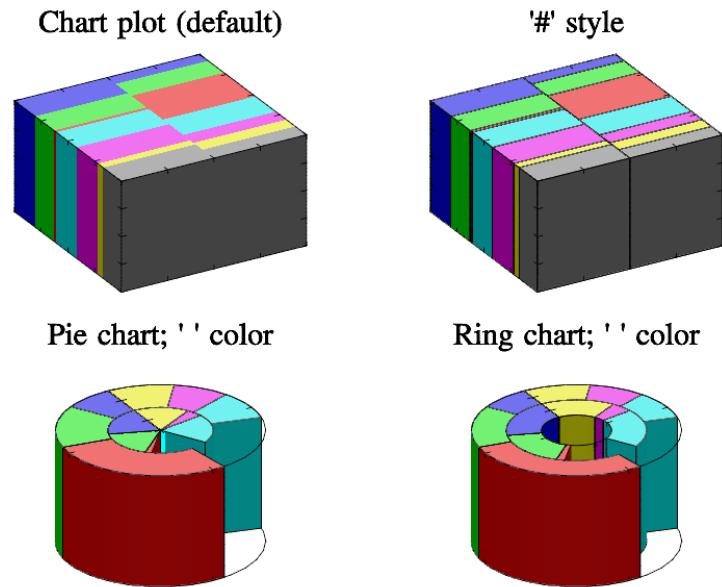 Chart plot (default)
'#' style
Pie chart; ' ' color
Ring chart; ' ' color